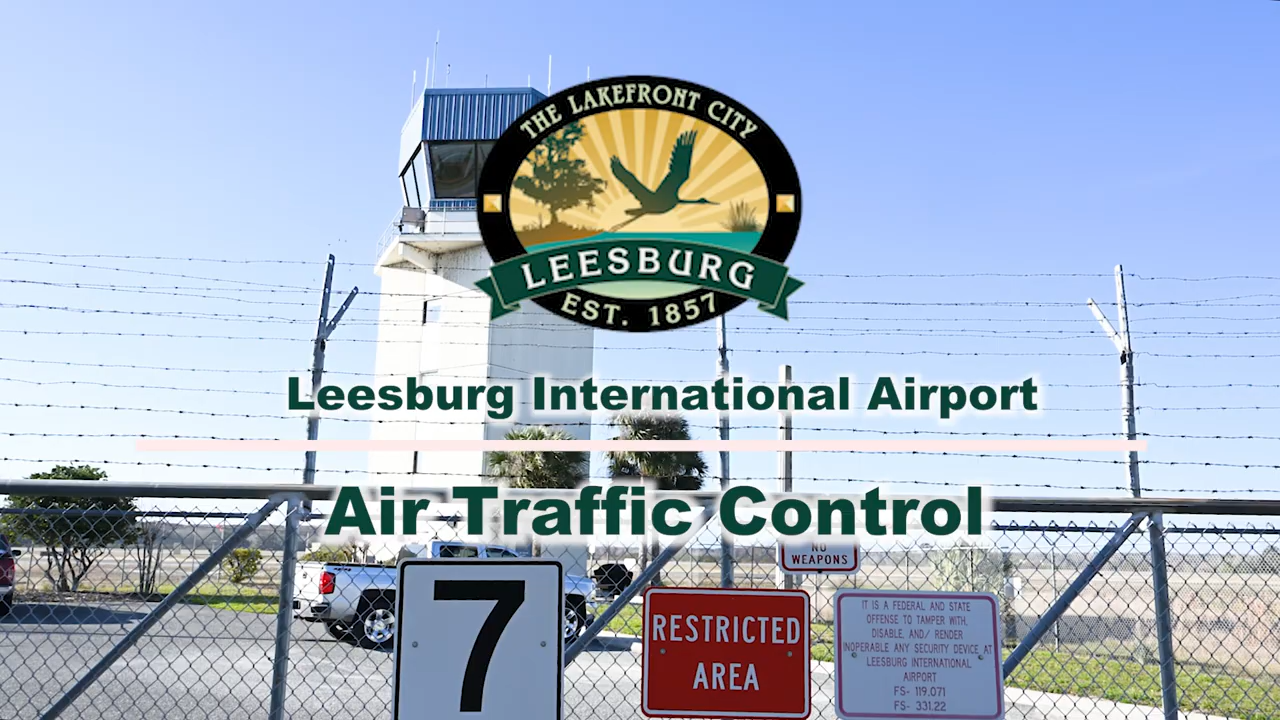 THE LAKEFRONT CITY
LEESBURG
EST. 1857
Leesburg International Airport
Air Traffic Control
NO
WEAPONS
7
RESTRICTED
AREA
IT IS A FEDERAL AND STATE
OFFENSE TO TAMPER WITH,
DISABLE, AND/ RENDER
INOPERABLE ANY SECURITY DEVICE AT
LEESBURG INTERNATIONAL
AIRPORT
FS- 119.071
FS- 331.22